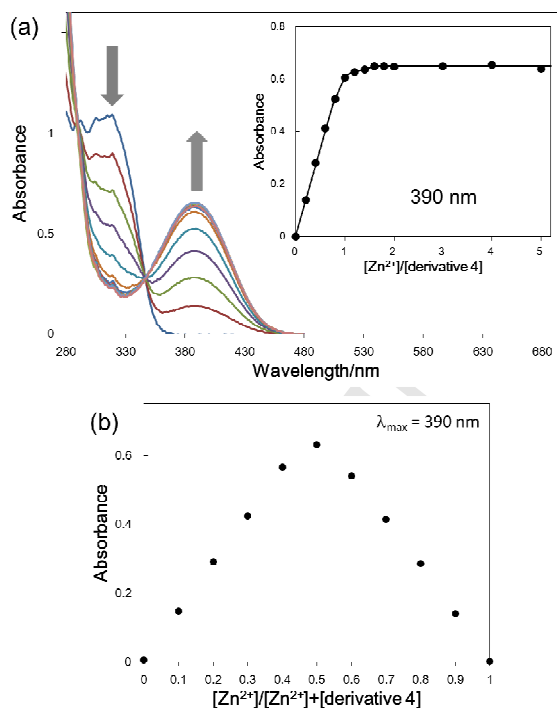 (a)
Absorbance
1
0.5
0
280 330 380 430 480 530 580 630 680
Wavelength/nm
Absorbance
0.8
0.6
0.4
0.2
0
0 1 2 3 4 5
[Zn²⁺]/[derivative 4]
390 nm
(b)
λmax = 390 nm
Absorbance
0.6
0.4
0.2
0
0 0.1 0.2 0.3 0.4 0.5 0.6 0.7 0.8 0.9 1
[Zn²⁺]/[Zn²⁺]+[derivative 4]